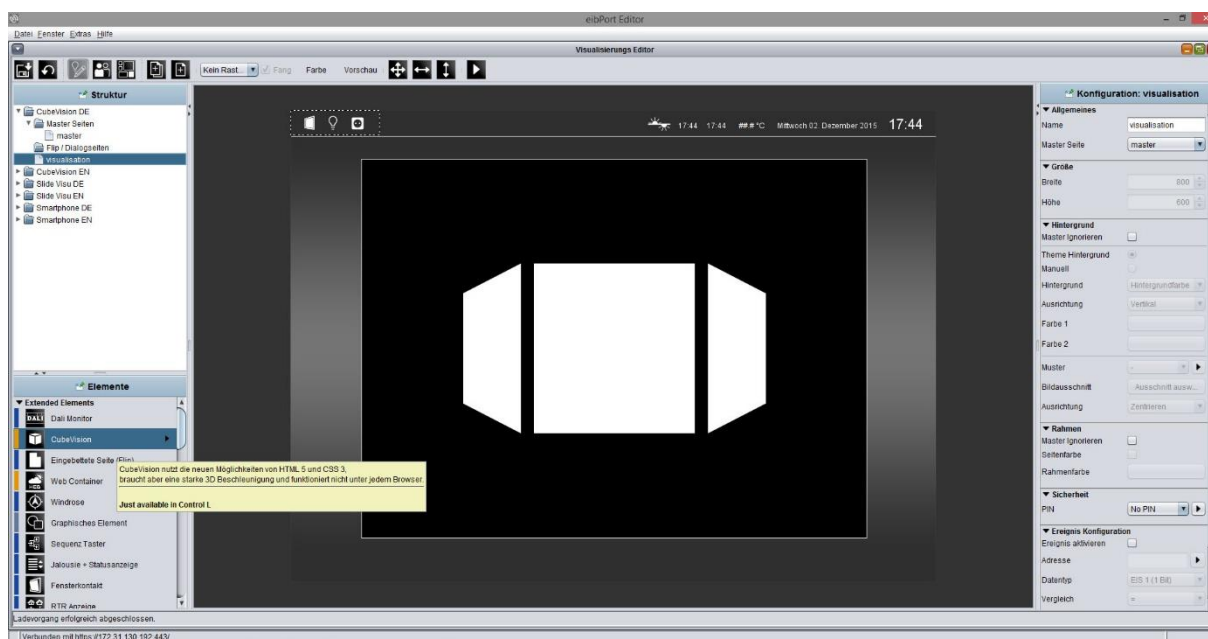 eibPort Editor
Datei Fenster Extras Hilfe
Visualisierungs Editor
Kein Rast... Fang Farbe Vorschau
Struktur
CubeVision DE
Master Seiten
master
Flip / Dialogseiten
visualisation
CubeVision EN
Slide Visu DE
Slide Visu EN
Smartphone DE
Smartphone EN
Elemente
Extended Elements
DALI Dali Monitor
CubeVision
Eingebettete Seite (Flip)
Web Container
Windrose
Graphisches Element
Sequenz Taster
Jalousie + Statusanzeige
Fensterkontakt
RTR Anzeige
CubeVision nutzt die neuen Möglichkeiten von HTML 5 und CSS 3,
braucht aber eine starke 3D Beschleunigung und funktioniert nicht unter jedem Browser.
Just available in Control L
17:44 17:44 ##.# °C Mittwoch 02. Dezember 2015 17:44
Konfiguration: visualisation
Allgemeines
Name visualisation
Master Seite master
Größe
Breite 800
Höhe 600
Hintergrund
Master Ignorieren
Theme Hintergrund
Manuell
Hintergrund Hintergrundfarbe
Ausrichtung Vertikal
Farbe 1
Farbe 2
Muster -
Bildausschnitt Ausschnitt ausw...
Ausrichtung Zentrieren
Rahmen
Master Ignorieren
Seitenfarbe
Rahmenfarbe
Sicherheit
PIN No PIN
Ereignis Konfiguration
Ereignis aktivieren
Adresse
Datentyp EIS 1 (1 Bit)
Vergleich =
Ladevorgang erfolgreich abgeschlossen.
Verbunden mit https://172.31.130.192:443/